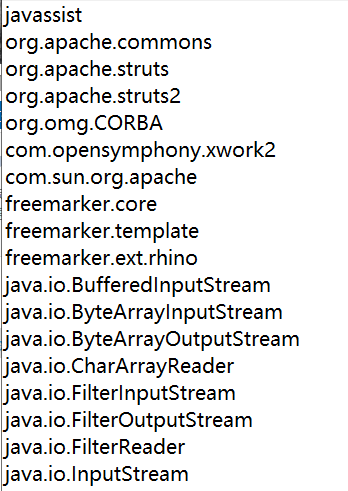 javassist
org.apache.commons
org.apache.struts
org.apache.struts2
org.omg.CORBA
com.opensymphony.xwork2
com.sun.org.apache
freemarker.core
freemarker.template
freemarker.ext.rhino
java.io.BufferedInputStream
java.io.ByteArrayInputStream
java.io.ByteArrayOutputStream
java.io.CharArrayReader
java.io.FilterInputStream
java.io.FilterOutputStream
java.io.FilterReader
java.io.InputStream